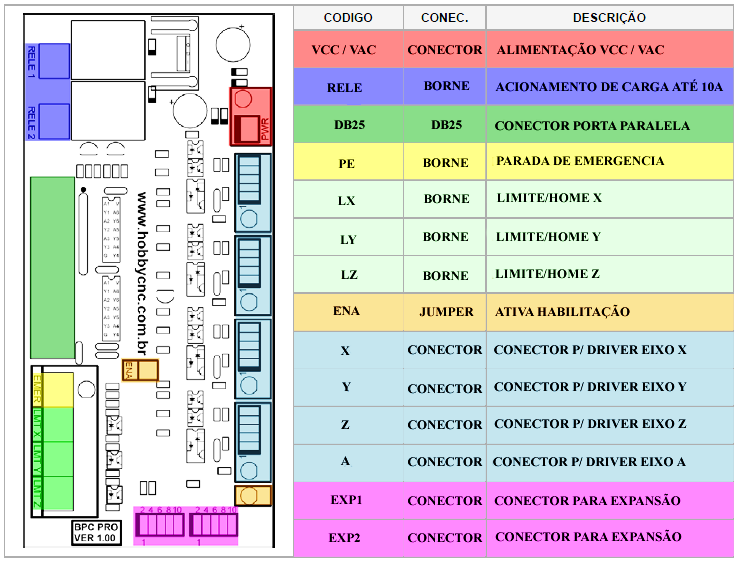 CODIGO CONEC. DESCRIÇÃO
VCC / VAC CONECTOR ALIMENTAÇÃO VCC / VAC
RELE BORNE ACIONAMENTO DE CARGA ATÉ 10A
DB25 DB25 CONECTOR PORTA PARALELA
PE BORNE PARADA DE EMERGENCIA
LX BORNE LIMITE/HOME X
LY BORNE LIMITE/HOME Y
LZ BORNE LIMITE/HOME Z
ENA JUMPER ATIVA HABILITAÇÃO
X CONECTOR CONECTOR P/ DRIVER EIXO X
Y CONECTOR CONECTOR P/ DRIVER EIXO Y
Z CONECTOR CONECTOR P/ DRIVER EIXO Z
A CONECTOR CONECTOR P/ DRIVER EIXO A
EXP1 CONECTOR CONECTOR PARA EXPANSÃO
EXP2 CONECTOR CONECTOR PARA EXPANSÃO
RELE 1
RELE 2
PWR
www.hobbycnc.com.br
ENA
EMER
LMT X
LMT Y
LMT Z
2 4 6 8 10
2 4 6 8 10
1
1
BPC PRO
VER 1.00